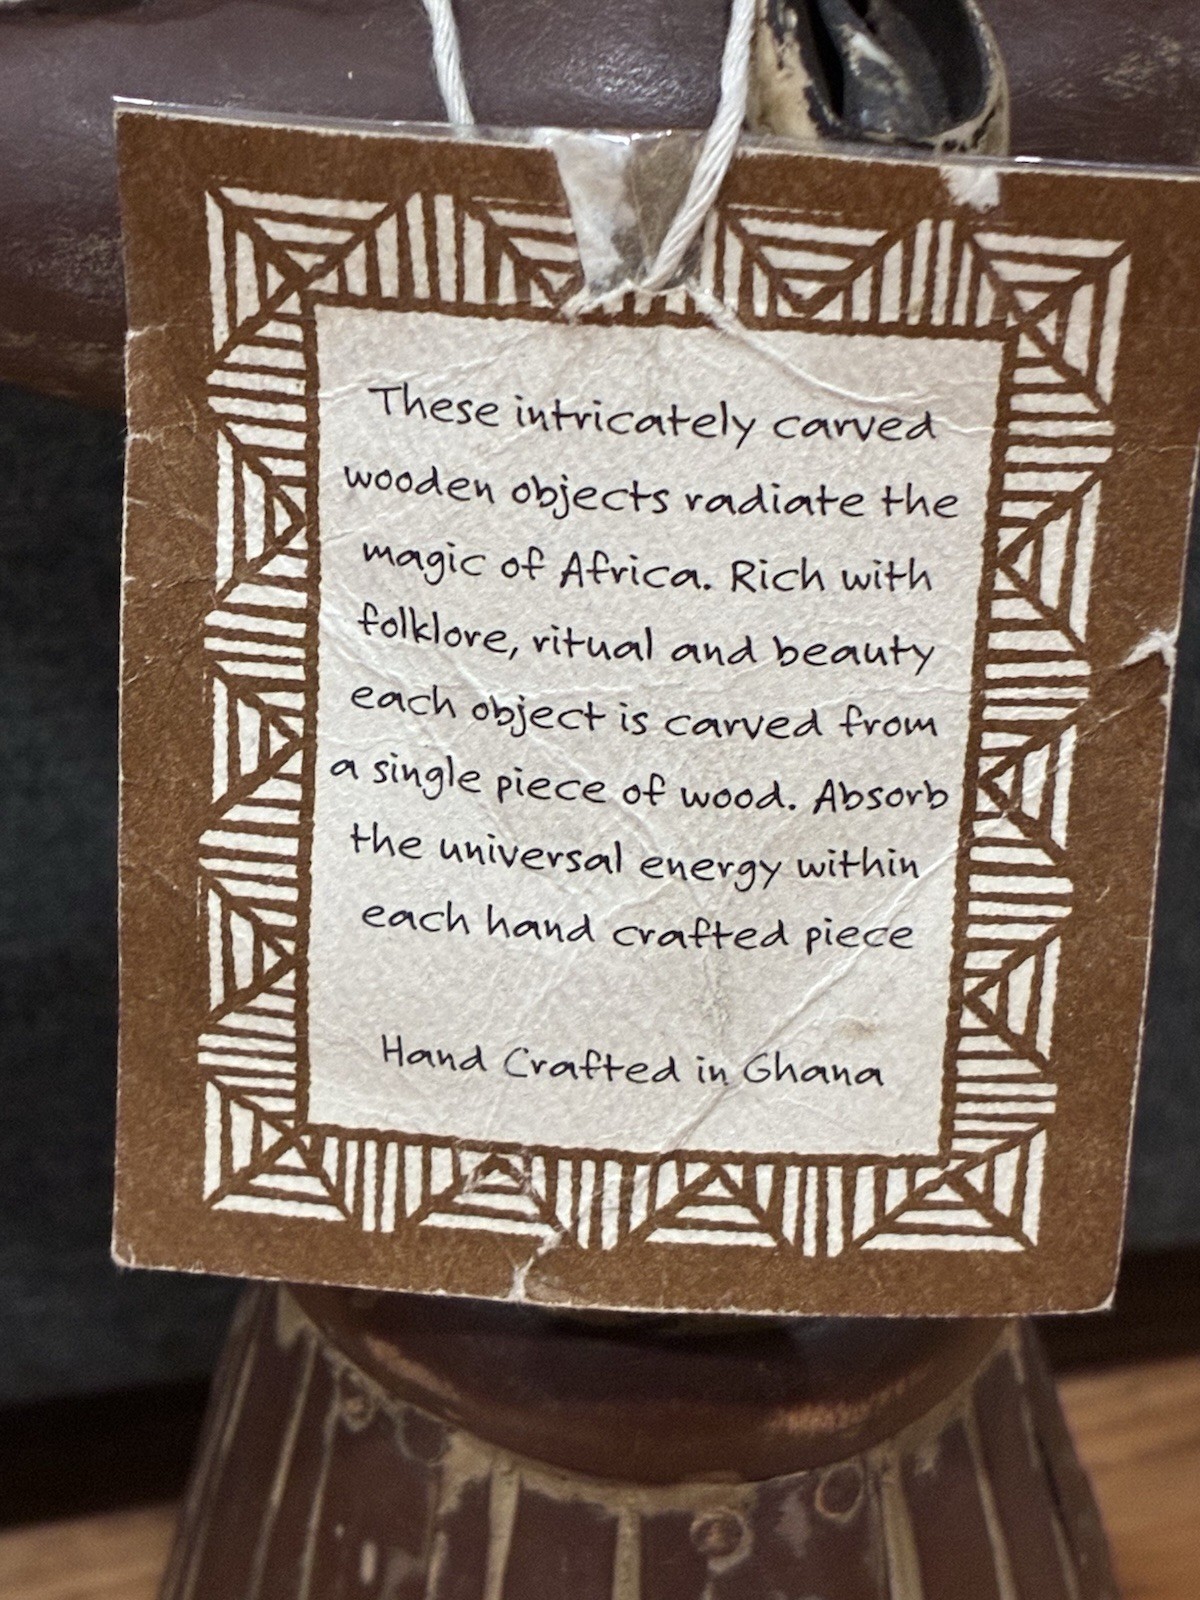 These intricately carved
wooden objects radiate the
magic of Africa. Rich with
folklore, ritual and beauty
each object is carved from
a single piece of wood. Absorb
the universal energy within
each hand crafted piece
Hand Crafted in Ghana